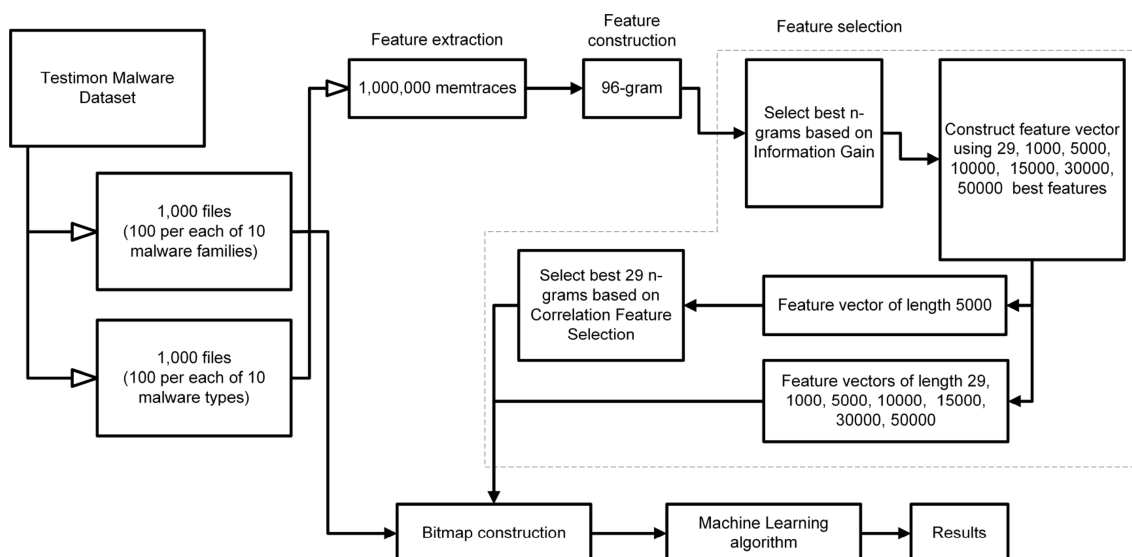 Feature extraction
Feature
construction
Feature selection
Testimon Malware
Dataset
1,000,000 memtraces
96-gram
Select best n-
grams based on
Information Gain
Construct feature vector
using 29, 1000, 5000,
10000, 15000, 30000,
50000 best features
1,000 files
(100 per each of 10
malware families)
Select best 29 n-
grams based on
Correlation Feature
Selection
Feature vector of length 5000
1,000 files
(100 per each of 10
malware types)
Feature vectors of length 29,
1000, 5000, 10000, 15000,
30000, 50000
Bitmap construction
Machine Learning
algorithm
Results